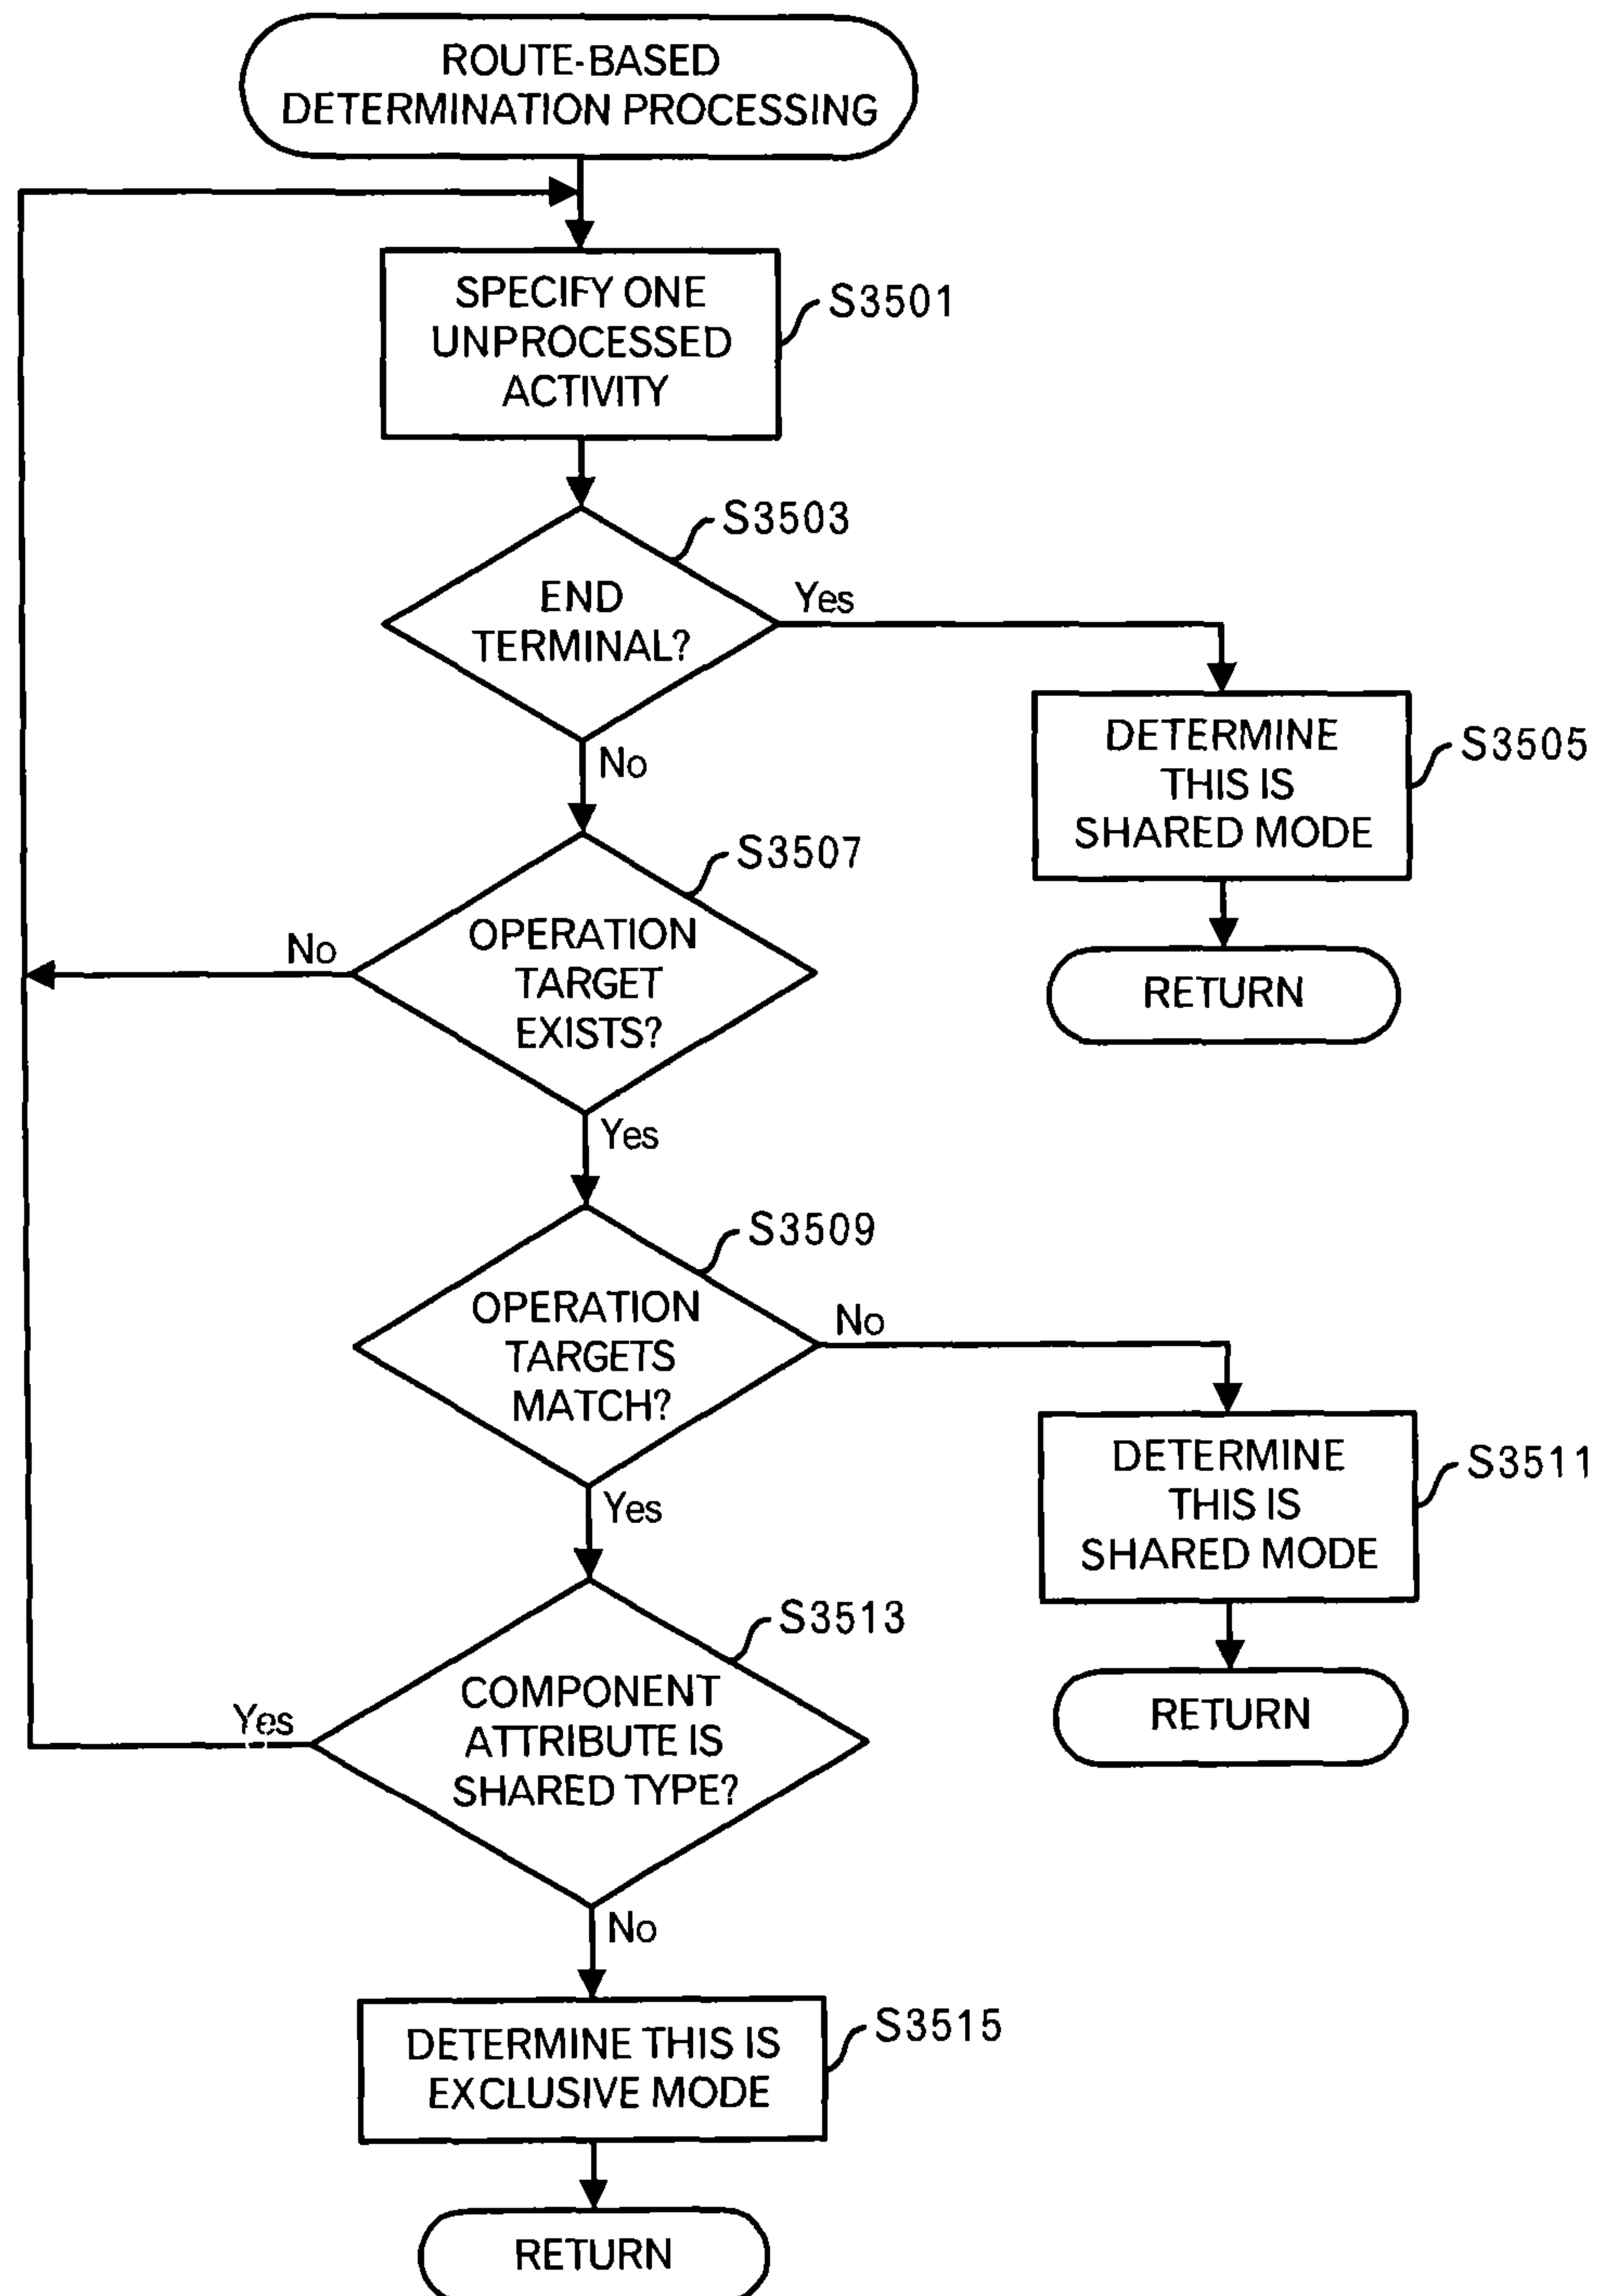 ROUTE-BASED
DETERMINATION PROCESSING
SPECIFY ONE
UNPROCESSED
ACTIVITY
S3501
S3503
END
TERMINAL?
Yes
No
DETERMINE
THIS IS
SHARED MODE
S3505
RETURN
S3507
OPERATION
TARGET
EXISTS?
No
Yes
S3509
OPERATION
TARGETS
MATCH?
No
Yes
DETERMINE
THIS IS
SHARED MODE
S3511
RETURN
S3513
COMPONENT
ATTRIBUTE IS
SHARED TYPE?
Yes
No
DETERMINE THIS IS
EXCLUSIVE MODE
S3515
RETURN